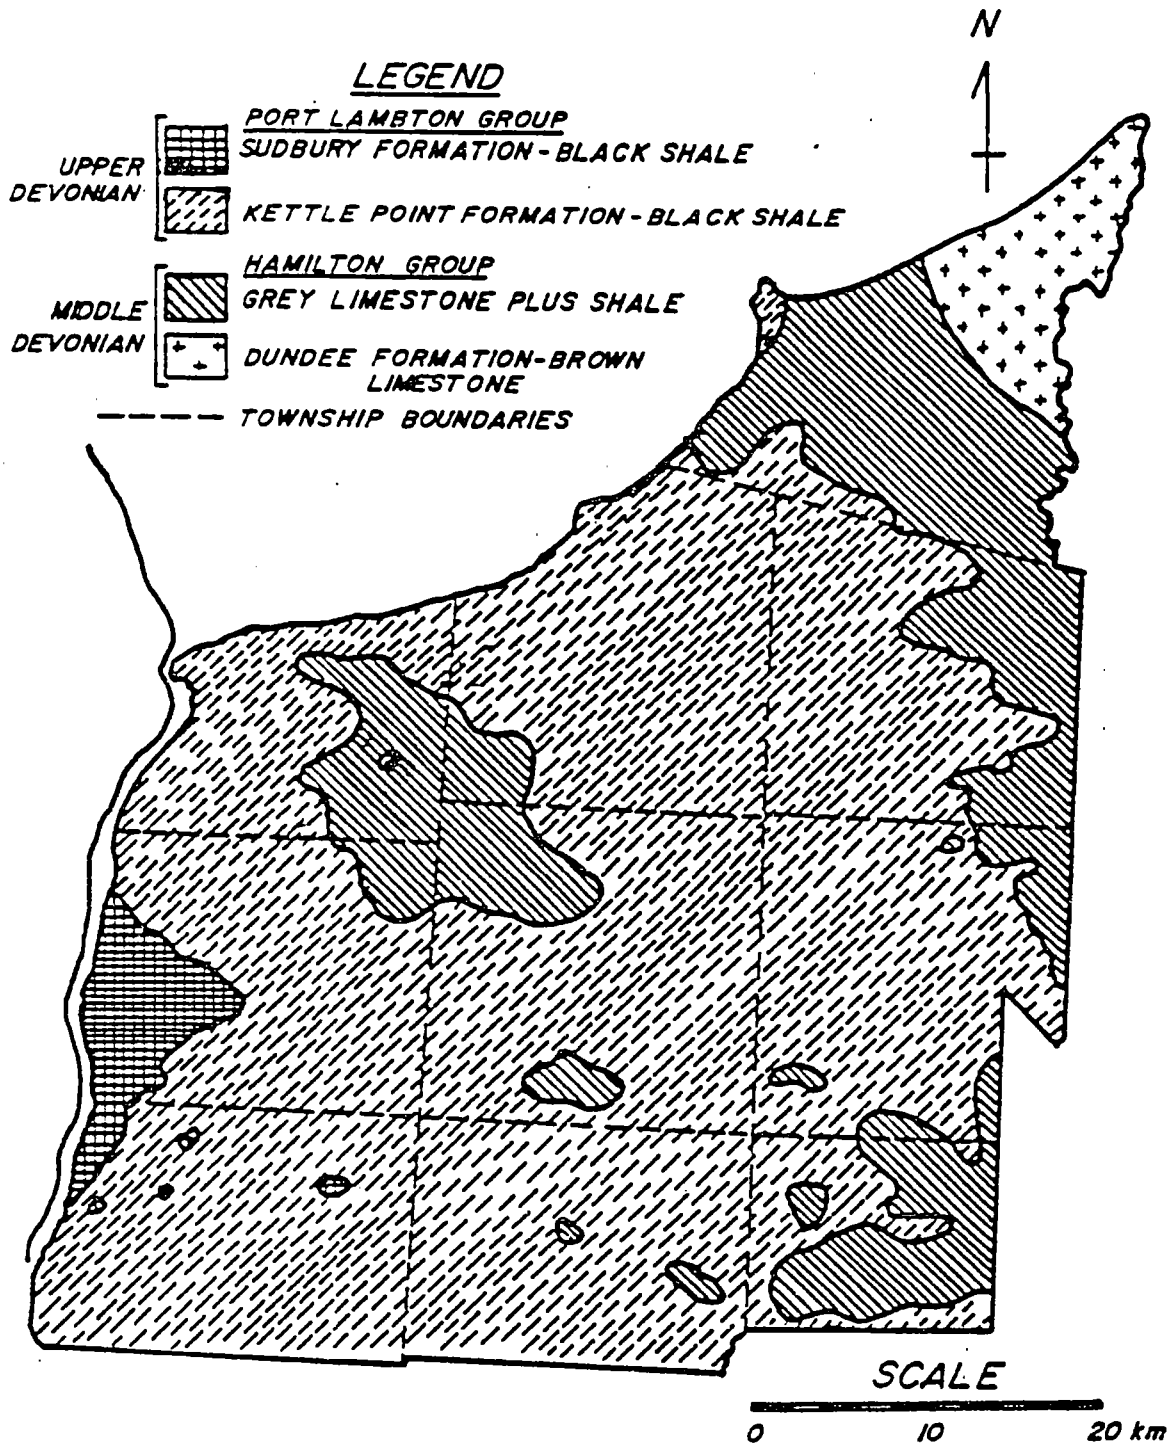 N
LEGEND
PORT LAMBTON GROUP
SUDBURY FORMATION - BLACK SHALE
UPPER DEVONIAN
KETTLE POINT FORMATION - BLACK SHALE
HAMILTON GROUP
GREY LIMESTONE PLUS SHALE
MIDDLE DEVONIAN
DUNDEE FORMATION - BROWN
LIMESTONE
TOWNSHIP BOUNDARIES
SCALE
0 10 20 km